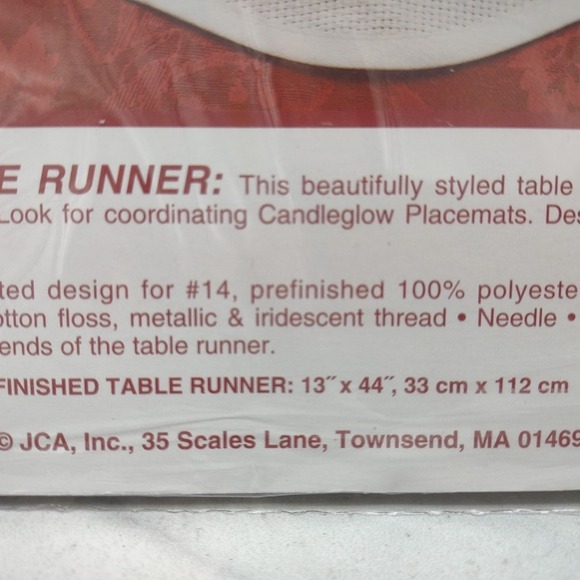 E RUNNER: This beautifully styled table
Look for coordinating Candleglow Placemats. Des
ted design for #14, prefinished 100% polyeste
otton floss, metallic & iridescent thread • Needle •
ends of the table runner.
FINISHED TABLE RUNNER: 13˝ x 44˝, 33 cm x 112 cm
© JCA, Inc., 35 Scales Lane, Townsend, MA 01469